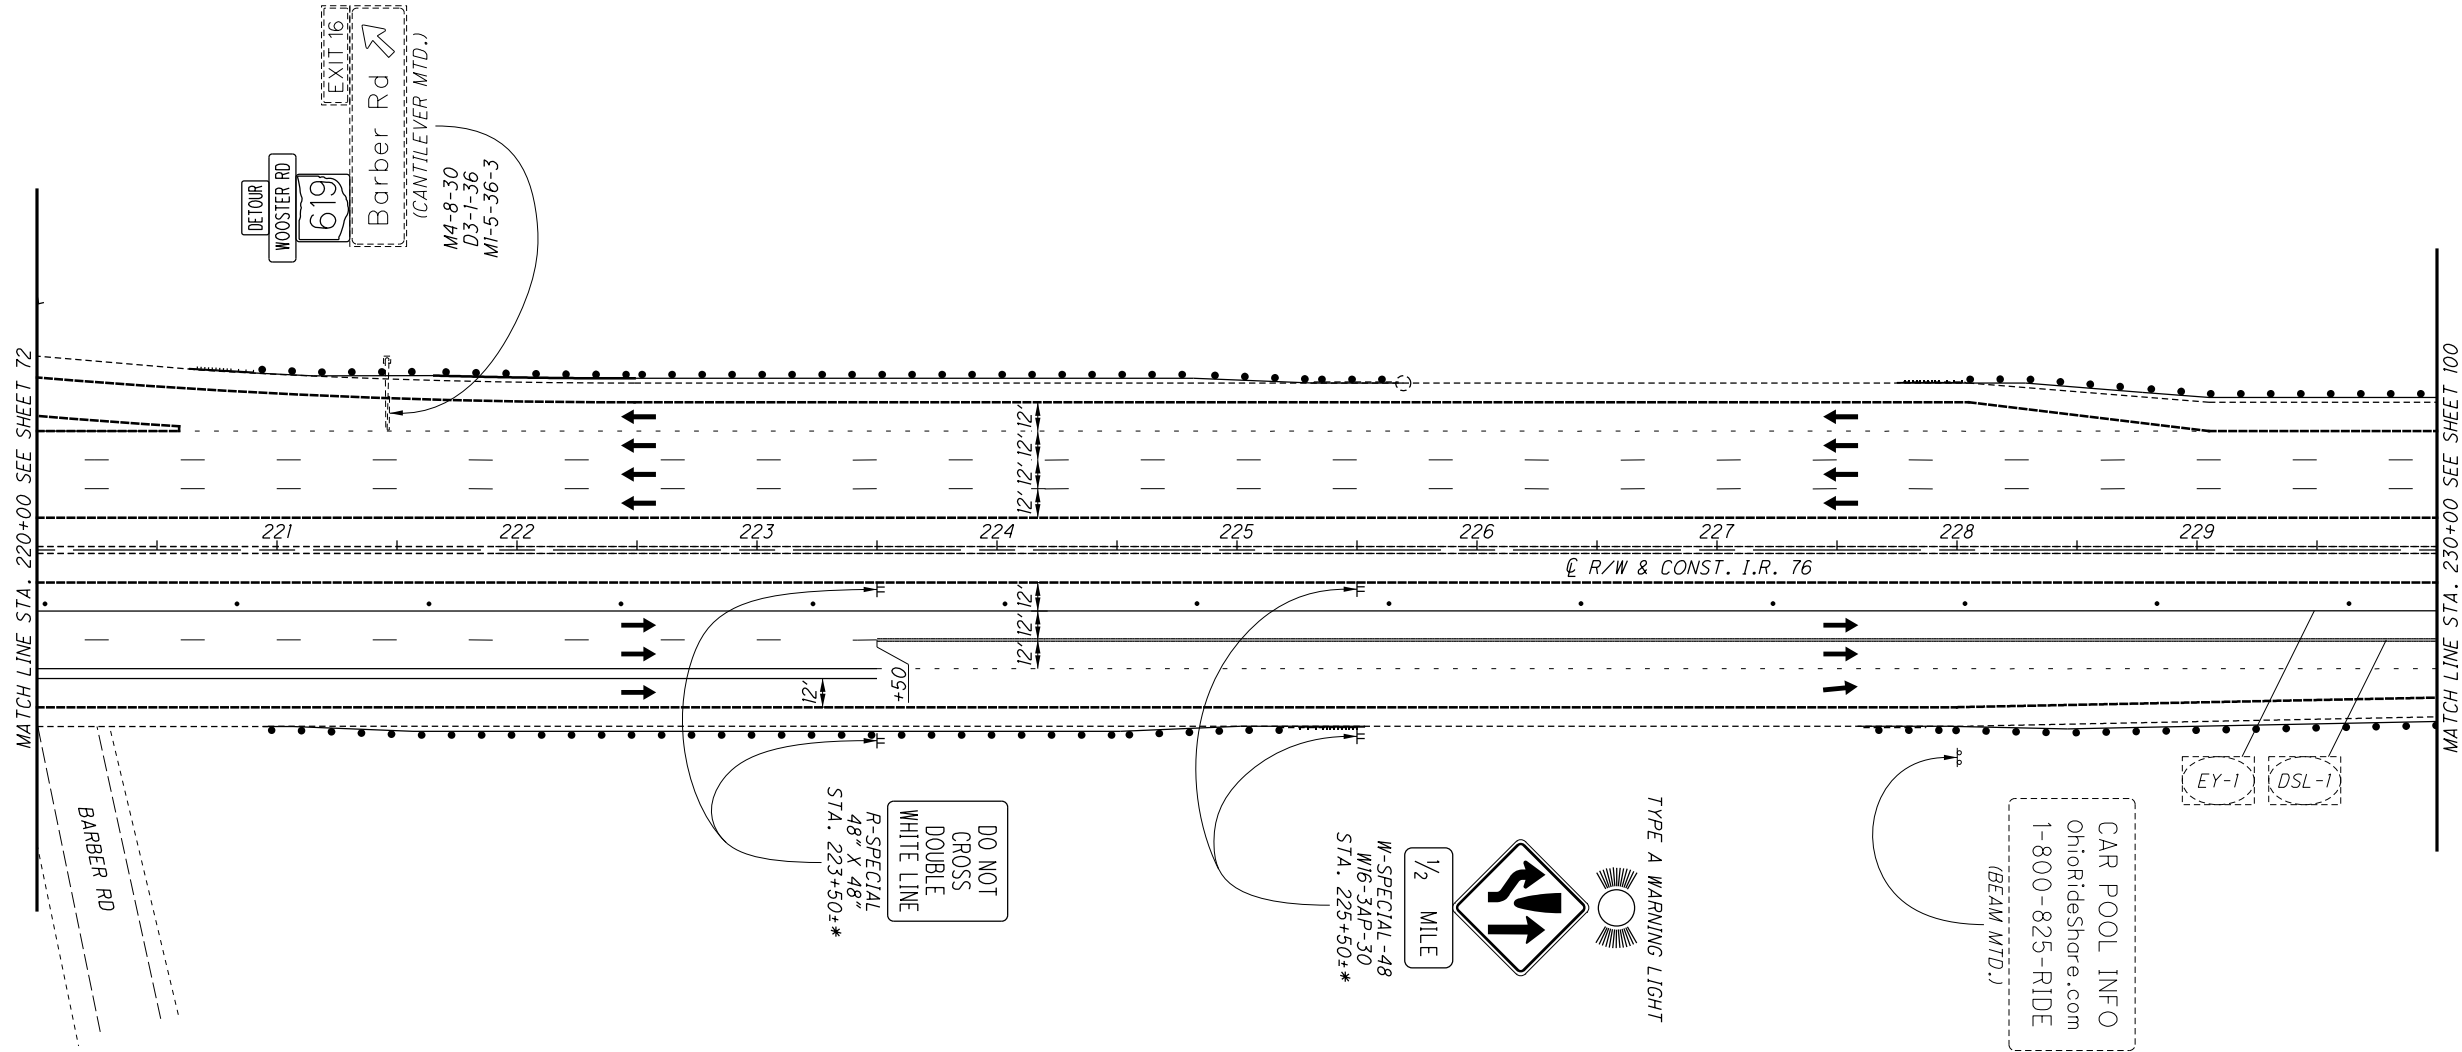 EXIT 16
Barber Rd
(CANTILEVER MTD.)
DETOUR
WOOSTER RD
619
M4-8-30
D3-1-36
M1-5-36-3
MATCH LINE STA. 220+00 SEE SHEET 72
12'
12'
12'
12'
221
222
223
224
225
226
227
228
229
℄ R/W & CONST. I.R. 76
12'
12'
12'
12'
+50
BARBER RD
DO NOT
CROSS
DOUBLE
WHITE LINE
R-SPECIAL
48" X 48"
STA. 223+50±*
TYPE A WARNING LIGHT
1/2 MILE
W-SPECIAL-48
W16-3AP-30
STA. 225+50±*
EY-1
DSL-1
CAR POOL INFO
OhioRideShare.com
1-800-825-RIDE
(BEAM MTD.)
MATCH LINE STA. 230+00 SEE SHEET 100